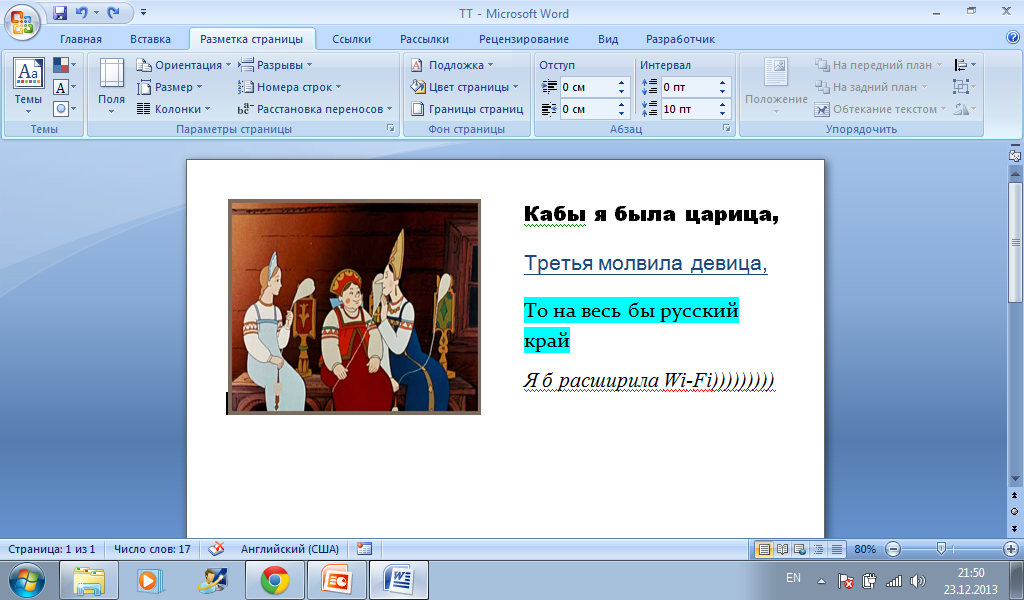 ТТ - Microsoft Word
Главная Вставка Разметка страницы Ссылки Рассылки Рецензирование Вид Разработчик
Ориентация Разрывы Подложка Отступ Интервал На передний план
Темы Поля Размер Номера строк Цвет страницы 0 см 0 пт Положение На задний план
Колонки Расстановка переносов Границы страниц 0 см 10 пт Обтекание текстом
Темы Параметры страницы Фон страницы Абзац Упорядочить
Кабы я была царица,
Третья молвила девица,
То на весь бы русский
край
Я б расширила Wi-Fi)))))))))
Страница: 1 из 1 Число слов: 17 Английский (США) 80%
EN 21:50
23.12.2013